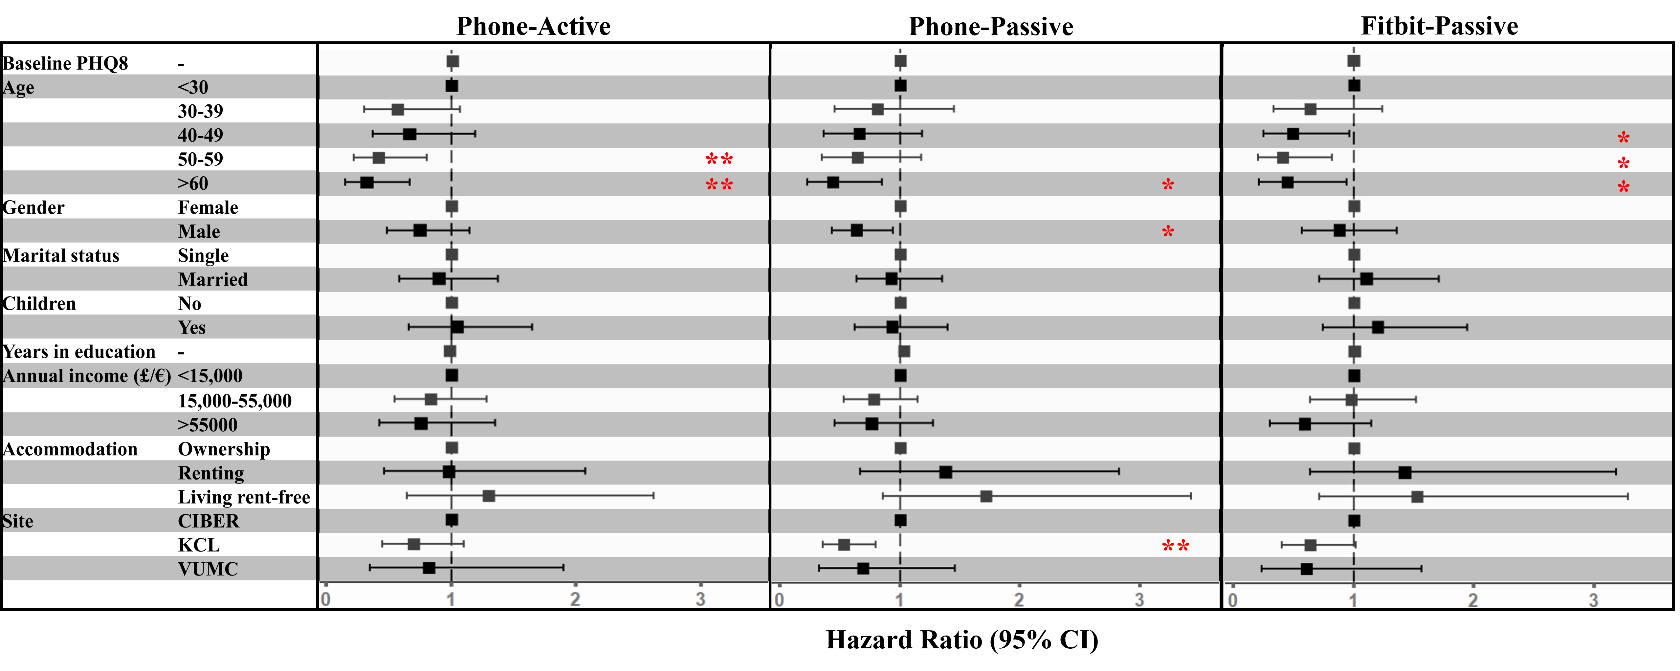 Phone-Active Phone-Passive Fitbit-Passive
Baseline PHQ8 -
Age <30
30-39
40-49 *
50-59 ** *
>60 ** * *
Gender Female
Male *
Marital status Single
Married
Children No
Yes
Years in education -
Annual income (£/€) <15,000
15,000-55,000
>55000
Accommodation Ownership
Renting
Living rent-free
Site CIBER
KCL **
VUMC
0 1 2 3 0 1 2 3 0 1 2 3
Hazard Ratio (95% CI)